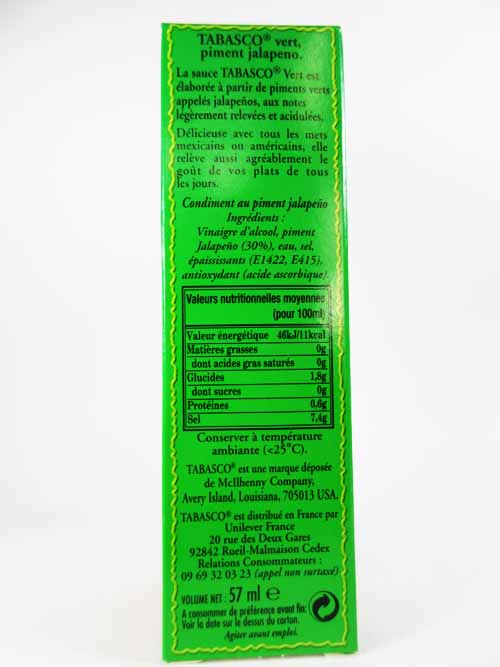 TABASCO® vert,
piment jalapeno.
La sauce TABASCO® Vert est
élaborée à partir de piments verts
appelés jalapeños, aux notes
légèrement relevées et acidulées.
Délicieuse avec tous les mets
mexicains ou américains, elle
relève aussi agréablement le
goût de vos plats de tous
les jours.
Condiment au piment jalapeño
Ingrédients :
Vinaigre d'alcool, piment
Jalapeño (30%), eau, sel,
épaississants (E1422, E415),
antioxydant (acide ascorbique).
Valeurs nutritionnelles moyennes
(pour 100ml)
Valeur énergétique 46kJ/11kcal
Matières grasses 0g
dont acides gras saturés 0g
Glucides 1,8g
dont sucres 0g
Protéines 0,6g
Sel 7,4g
Conserver à température
ambiante (<25°C).
TABASCO® est une marque déposée
de McIlhenny Company,
Avery Island, Louisiana, 705013 USA.
TABASCO® est distribué en France par
Unilever France
20 rue des Deux Gares
92842 Rueil-Malmaison Cedex
Relations Consommateurs :
09 69 32 03 23 (appel non surtaxé)
VOLUME NET : 57 ml e
A consommer de préférence avant fin:
Voir la date sur le dessus du carton.
Agiter avant emploi.